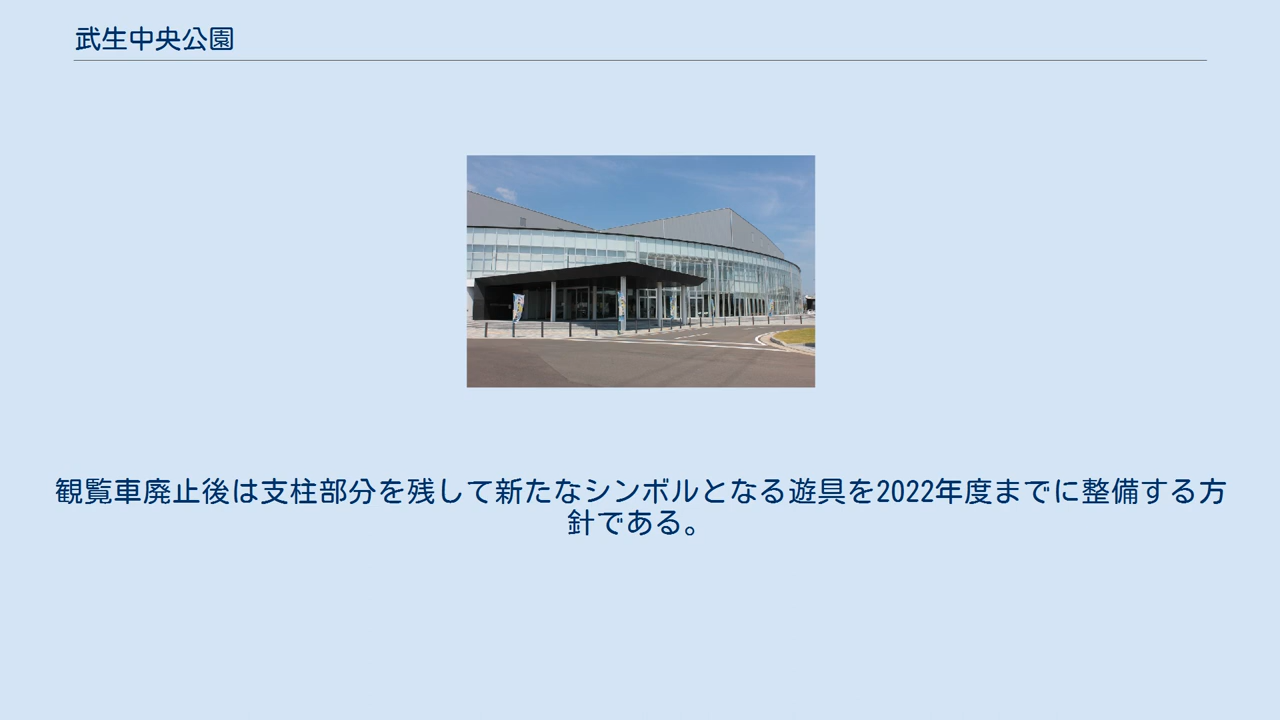 武生中央公園
観覧車廃止後は支柱部分を残して新たなシンボルとなる遊具を2022年度までに整備する方
針である。